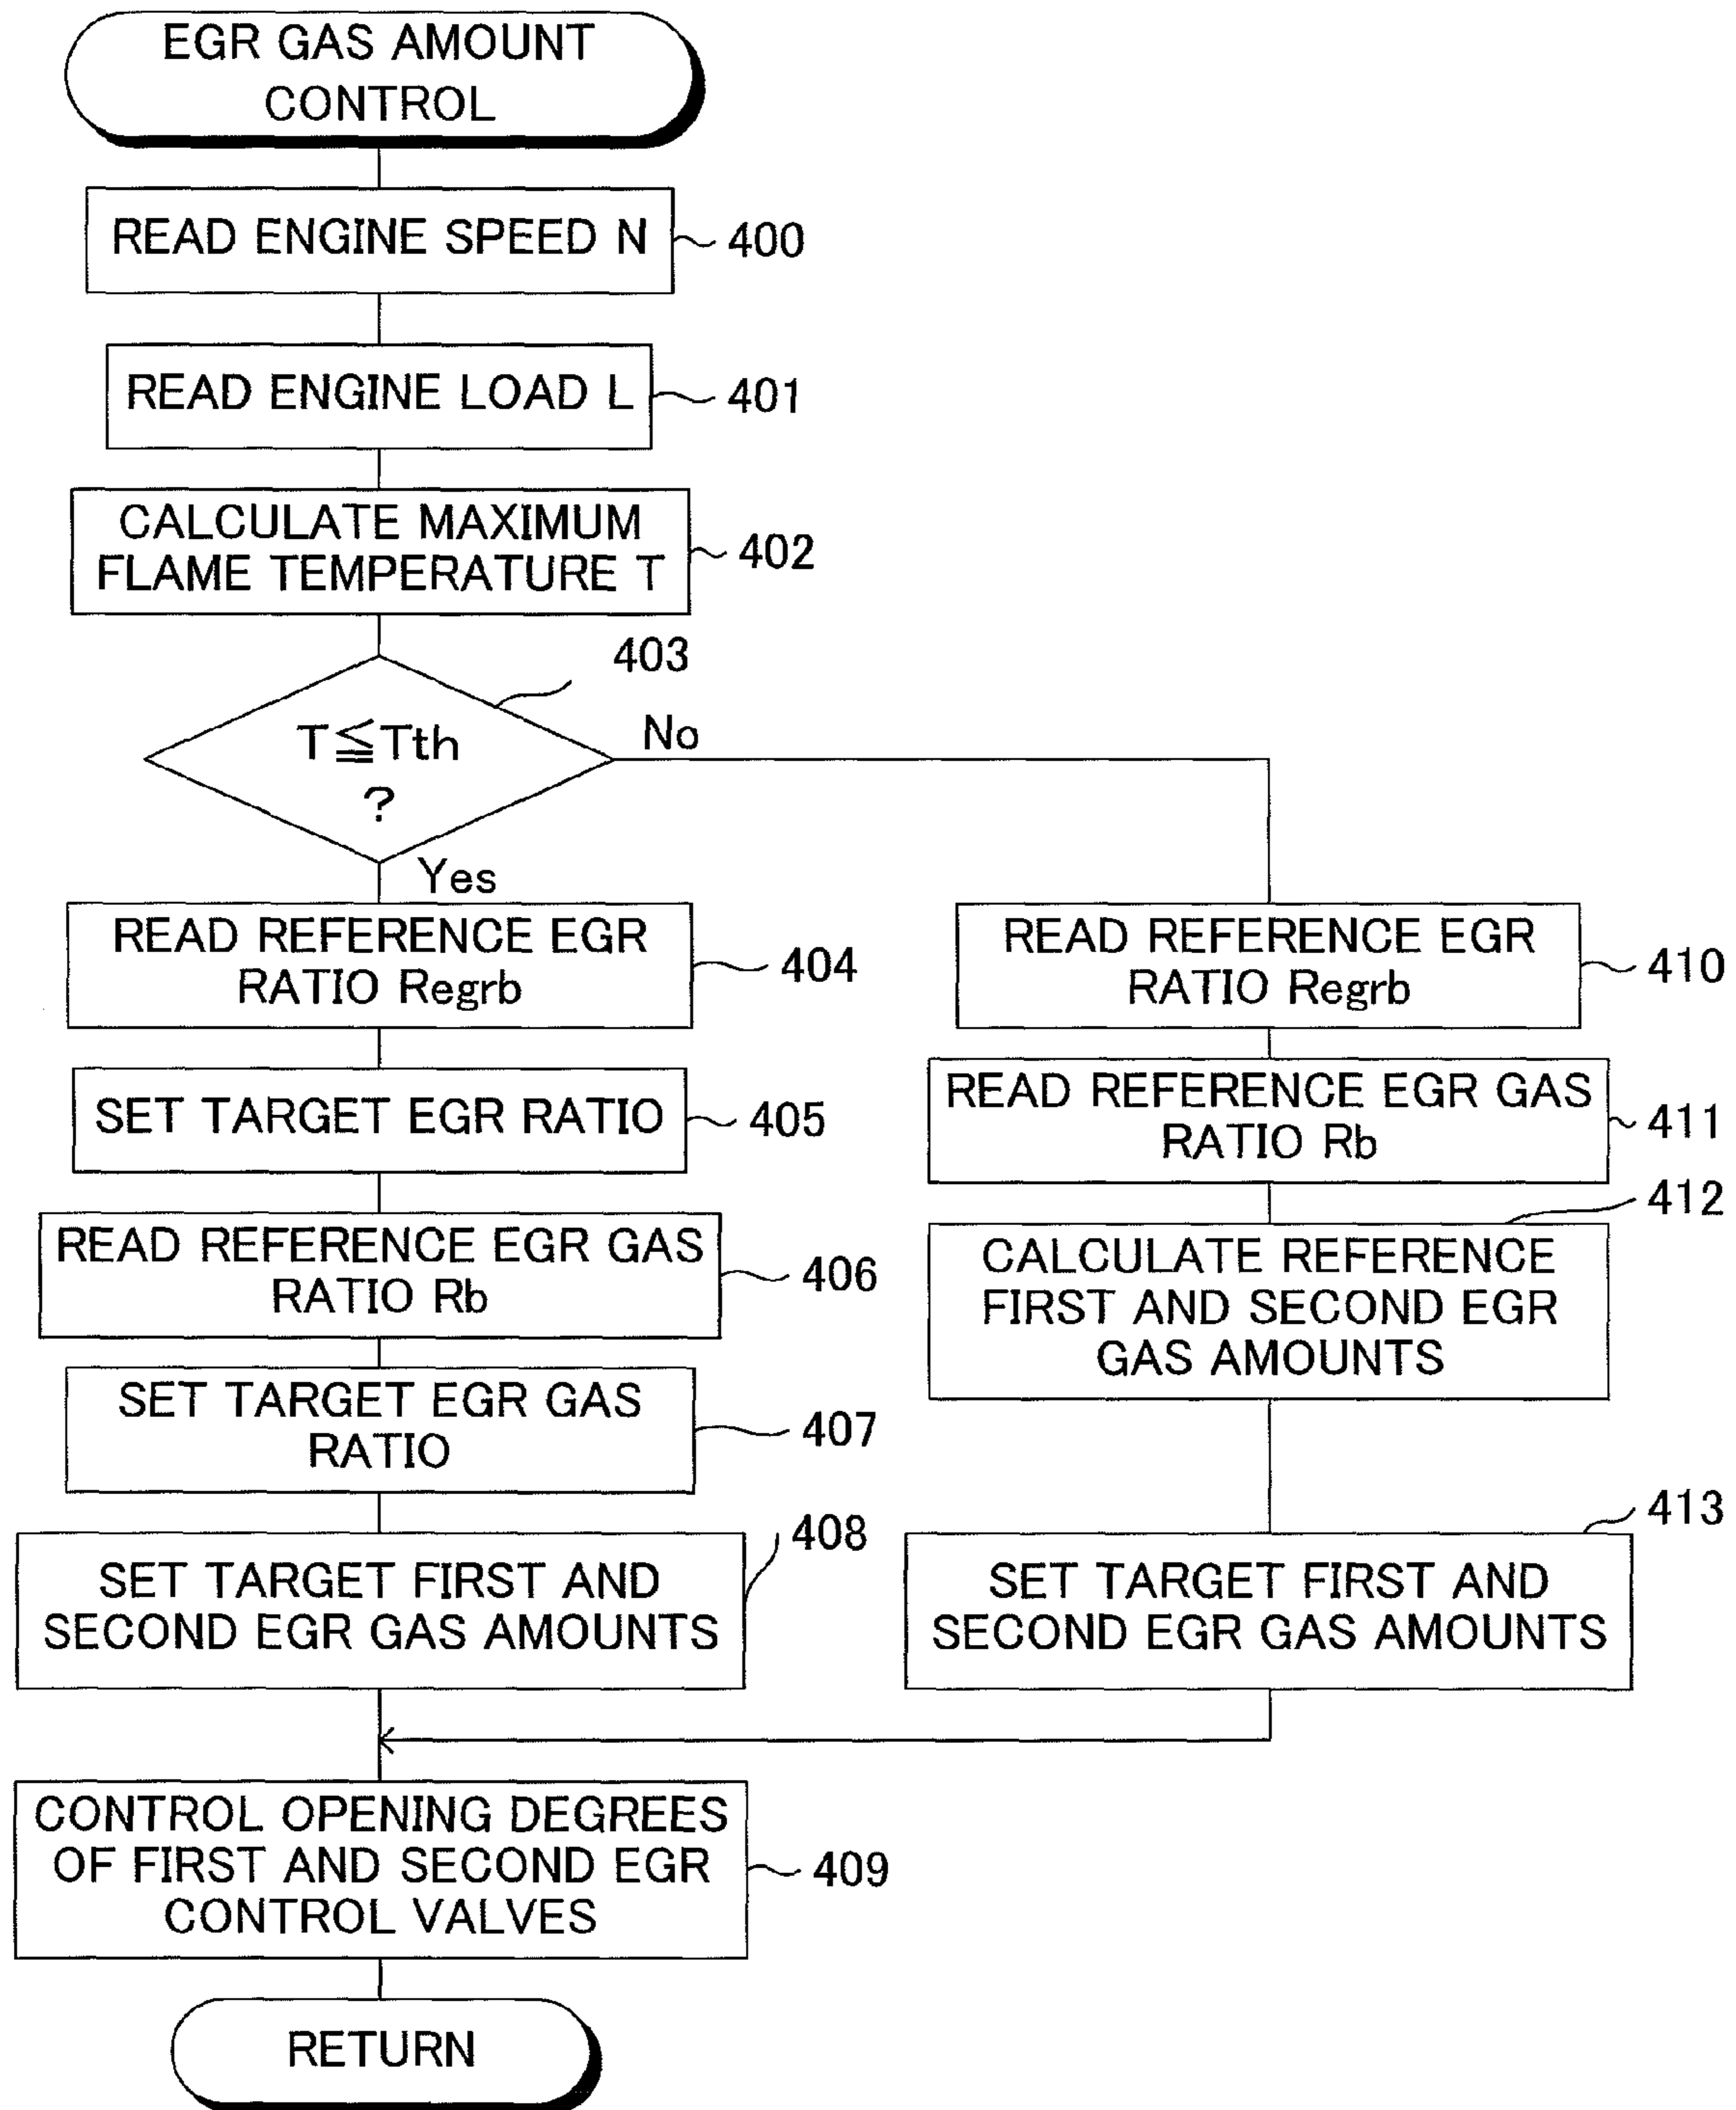 EGR GAS AMOUNT
CONTROL
READ ENGINE SPEED N
400
READ ENGINE LOAD L
401
CALCULATE MAXIMUM
FLAME TEMPERATURE T
402
403
T≦Tth
?
No
Yes
READ REFERENCE EGR
RATIO Regrb
404
SET TARGET EGR RATIO
405
READ REFERENCE EGR GAS
RATIO Rb
406
SET TARGET EGR GAS
RATIO
407
SET TARGET FIRST AND
SECOND EGR GAS AMOUNTS
408
READ REFERENCE EGR
RATIO Regrb
410
READ REFERENCE EGR GAS
RATIO Rb
411
412
CALCULATE REFERENCE
FIRST AND SECOND EGR
GAS AMOUNTS
413
SET TARGET FIRST AND
SECOND EGR GAS AMOUNTS
CONTROL OPENING DEGREES
OF FIRST AND SECOND EGR
CONTROL VALVES
409
RETURN